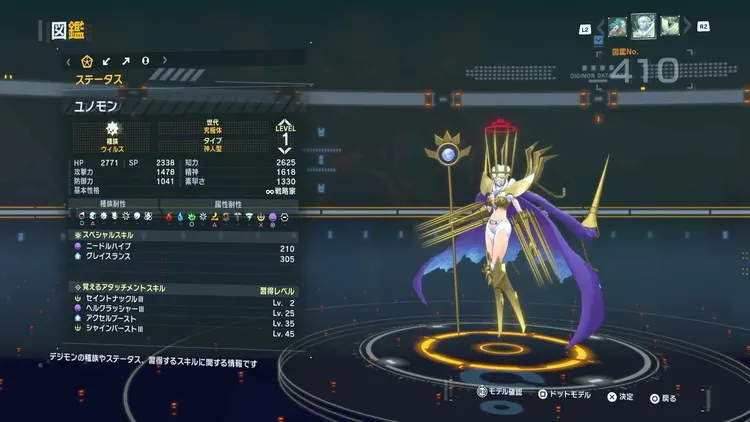 図鑑
L2
R2
図鑑No.
410
ステータス
ユノモン
種族
ウイルス
世代
究極体
タイプ
神人型
LEVEL
1
HP 2771 SP 2338 知力 2625
攻撃力 1478 精神 1618
防御力 1041 素早さ 1330
基本性格 戦略家
種族耐性 属性耐性
スペシャルスキル
ニードルハイブ 210
グレイスランス 305
覚えるアタッチメントスキル 習得レベル
セイントナックルⅢ Lv. 2
ヘルクラッシャーⅢ Lv. 25
アクセルブースト Lv. 35
シャインバーストⅢ Lv. 45
デジモンの種族やステータス、習得するスキルに関する情報です
モデル確認 ドットモデル 決定 戻る